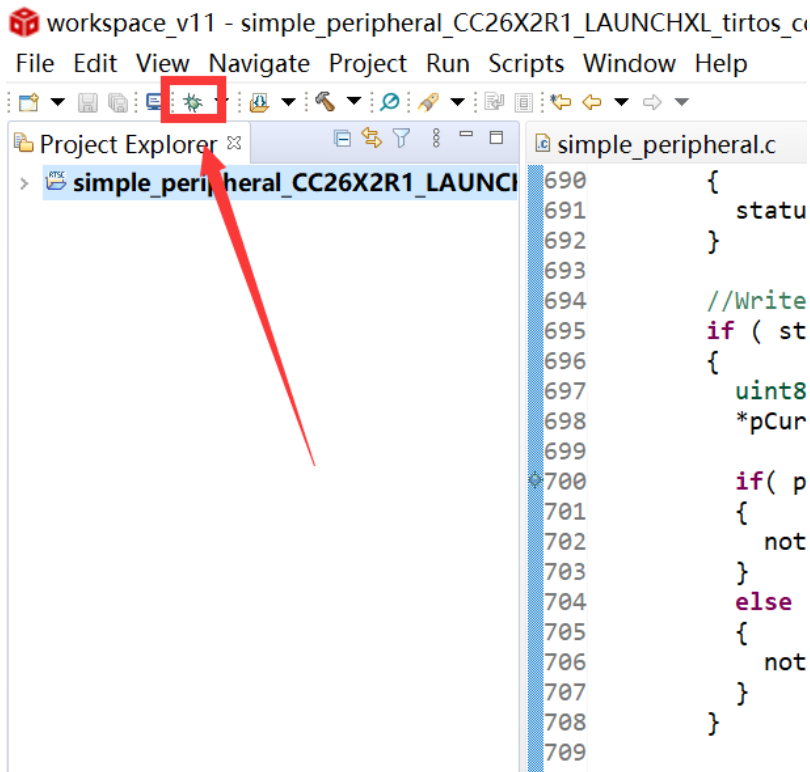 workspace_v11 - simple_peripheral_CC26X2R1_LAUNCHXL_tirtos_c
File Edit View Navigate Project Run Scripts Window Help
Project Explorer
simple_peripheral.c
RTSC
simple_peripheral_CC26X2R1_LAUNCH
690 {
691 statu
692 }
693
694 //Write
695 if ( st
696 {
697 uint8
698 *pCur
699
700 if( p
701 {
702 not
703 }
704 else
705 {
706 not
707 }
708 }
709